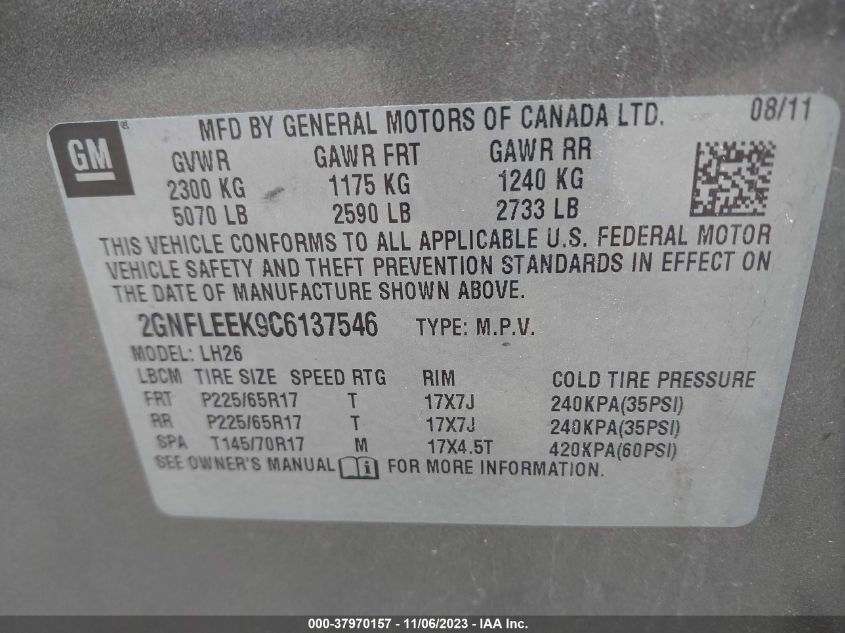 GM® MFD BY GENERAL MOTORS OF CANADA LTD. 08/11
GVWR GAWR FRT GAWR RR
2300 KG 1175 KG 1240 KG
5070 LB 2590 LB 2733 LB
THIS VEHICLE CONFORMS TO ALL APPLICABLE U.S. FEDERAL MOTOR
VEHICLE SAFETY AND THEFT PREVENTION STANDARDS IN EFFECT ON
THE DATE OF MANUFACTURE SHOWN ABOVE.
2GNFLEEK9C6137546 TYPE: M.P.V.
MODEL: LH26
LBCM TIRE SIZE SPEED RTG RIM COLD TIRE PRESSURE
FRT P225/65R17 T 17X7J 240KPA(35PSI)
RR P225/65R17 T 17X7J 240KPA(35PSI)
SPA T145/70R17 M 17X4.5T 420KPA(60PSI)
SEE OWNER'S MANUAL FOR MORE INFORMATION.
000-37970157 - 11/06/2023 - IAA Inc.